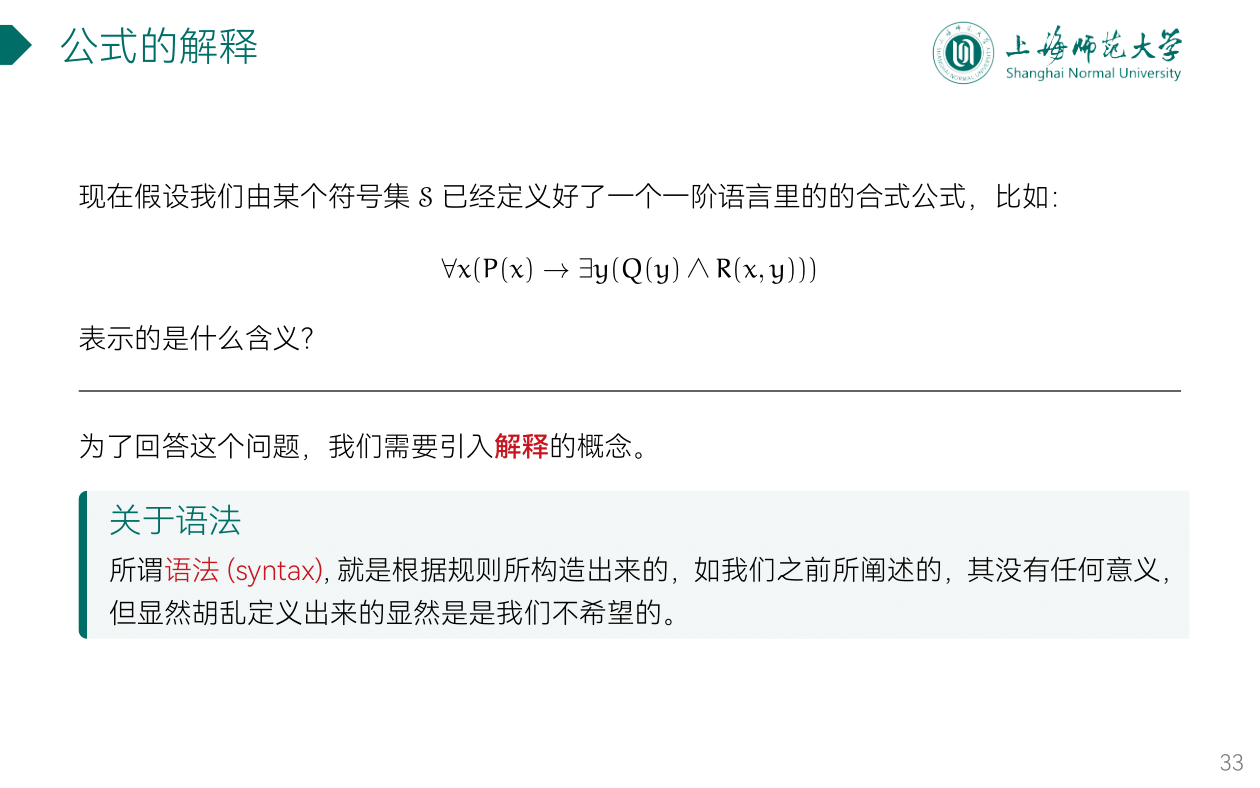 公式的解释
上海师范大学
Shanghai Normal University
现在假设我们由某个符号集 S 已经定义好了一个一阶语言里的的合式公式，比如：
∀x(P(x) → ∃y(Q(y) ∧ R(x, y)))
表示的是什么含义？
为了回答这个问题，我们需要引入解释的概念。
关于语法
所谓语法 (syntax), 就是根据规则所构造出来的，如我们之前所阐述的，其没有任何意义，
但显然胡乱定义出来的显然是是我们不希望的。
33